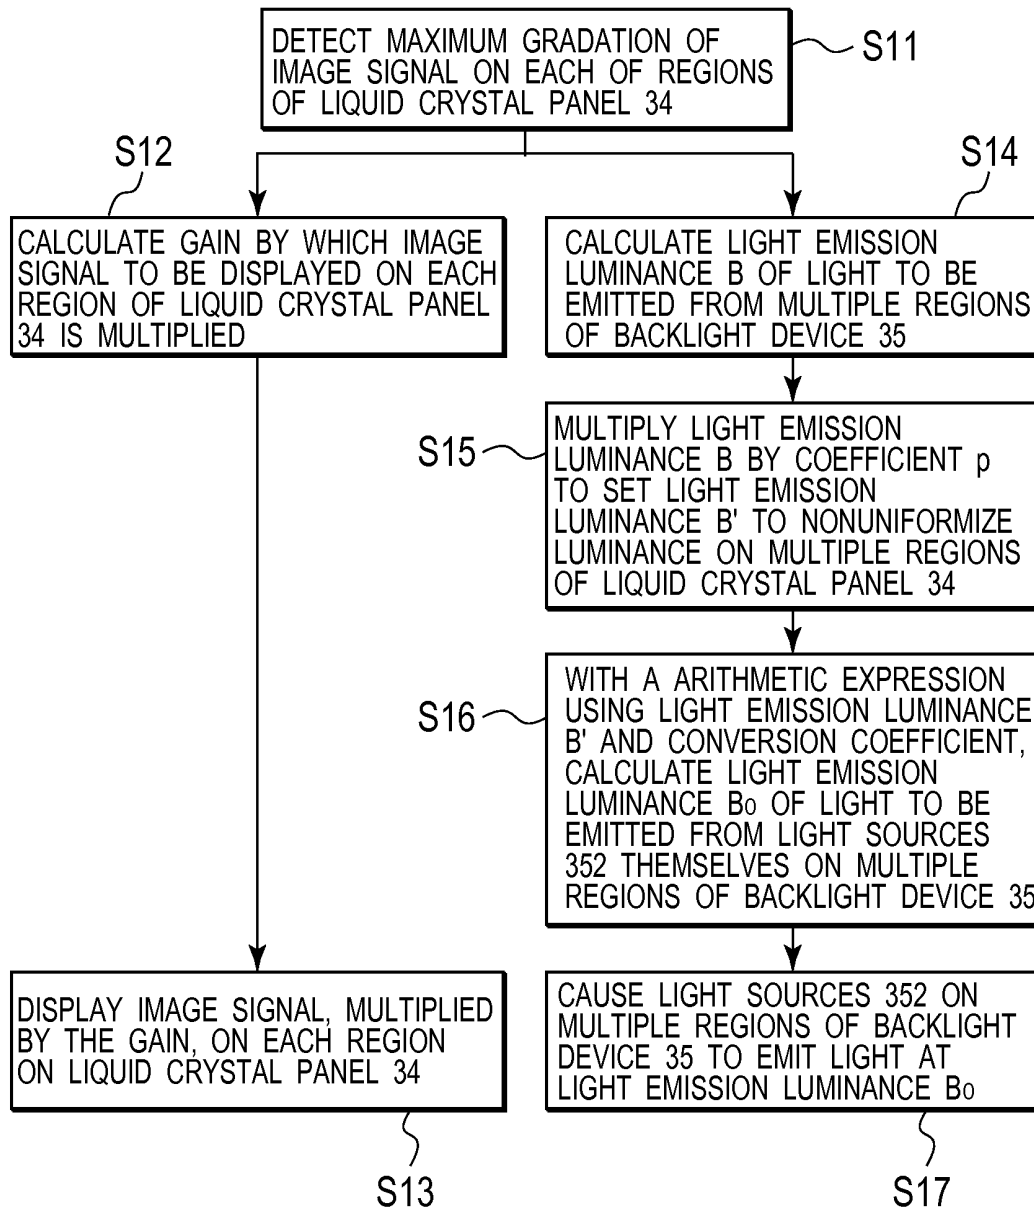 DETECT MAXIMUM GRADATION OF
IMAGE SIGNAL ON EACH OF REGIONS
OF LIQUID CRYSTAL PANEL 34
S11
S12
CALCULATE GAIN BY WHICH IMAGE
SIGNAL TO BE DISPLAYED ON EACH
REGION OF LIQUID CRYSTAL PANEL
34 IS MULTIPLIED
S14
CALCULATE LIGHT EMISSION
LUMINANCE B OF LIGHT TO BE
EMITTED FROM MULTIPLE REGIONS
OF BACKLIGHT DEVICE 35
S15
MULTIPLY LIGHT EMISSION
LUMINANCE B BY COEFFICIENT p
TO SET LIGHT EMISSION
LUMINANCE B' TO NONUNIFORMIZE
LUMINANCE ON MULTIPLE REGIONS
OF LIQUID CRYSTAL PANEL 34
S16
WITH A ARITHMETIC EXPRESSION
USING LIGHT EMISSION LUMINANCE
B' AND CONVERSION COEFFICIENT,
CALCULATE LIGHT EMISSION
LUMINANCE B0 OF LIGHT TO BE
EMITTED FROM LIGHT SOURCES
352 THEMSELVES ON MULTIPLE
REGIONS OF BACKLIGHT DEVICE 35
DISPLAY IMAGE SIGNAL, MULTIPLIED
BY THE GAIN, ON EACH REGION
ON LIQUID CRYSTAL PANEL 34
S13
CAUSE LIGHT SOURCES 352 ON
MULTIPLE REGIONS OF BACKLIGHT
DEVICE 35 TO EMIT LIGHT AT
LIGHT EMISSION LUMINANCE B0
S17